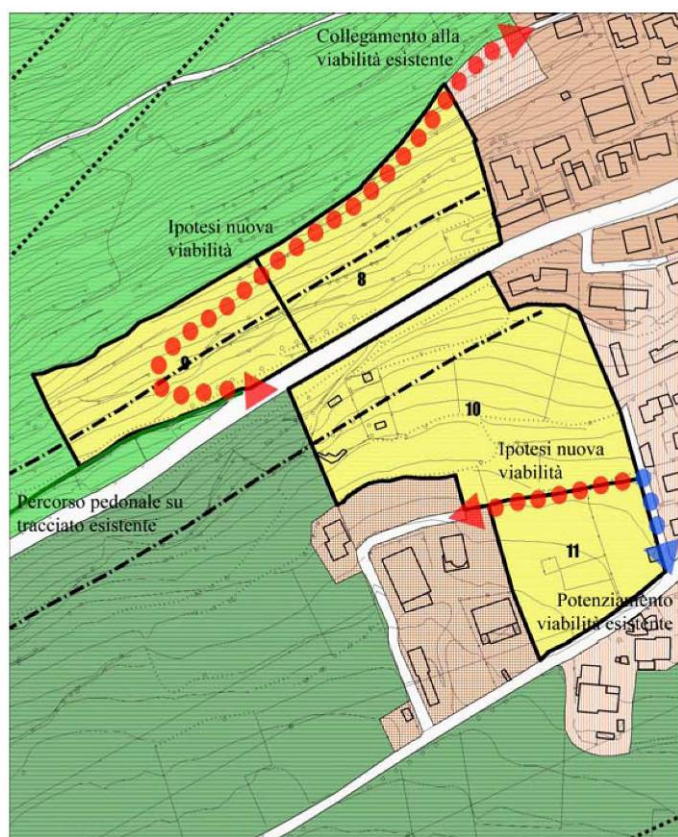 Collegamento alla
viabilità esistente
Ipotesi nuova
viabilità
8
9
10
Ipotesi nuova
viabilità
Percorso pedonale su
tracciato esistente
11
Potenziamento
viabilità esistente